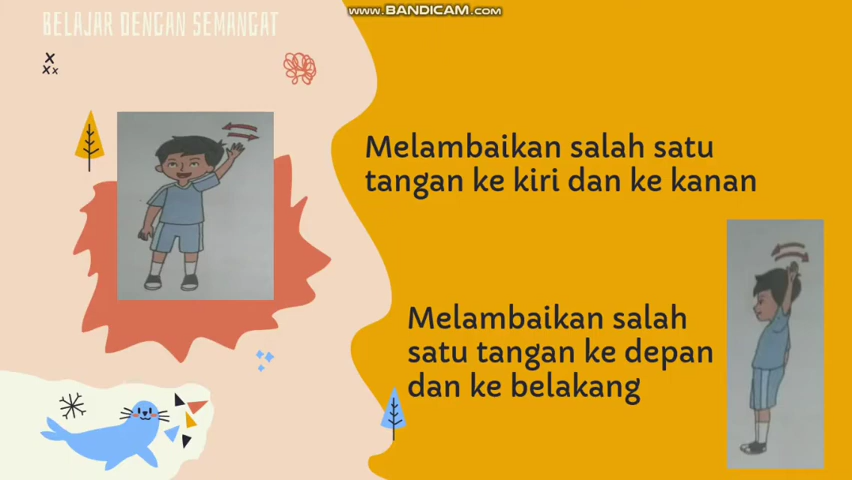 BELAJAR DENGAN SEMANGAT
www.BANDICAM.com
Melambaikan salah satu
tangan ke kiri dan ke kanan
Melambaikan salah
satu tangan ke depan
dan ke belakang